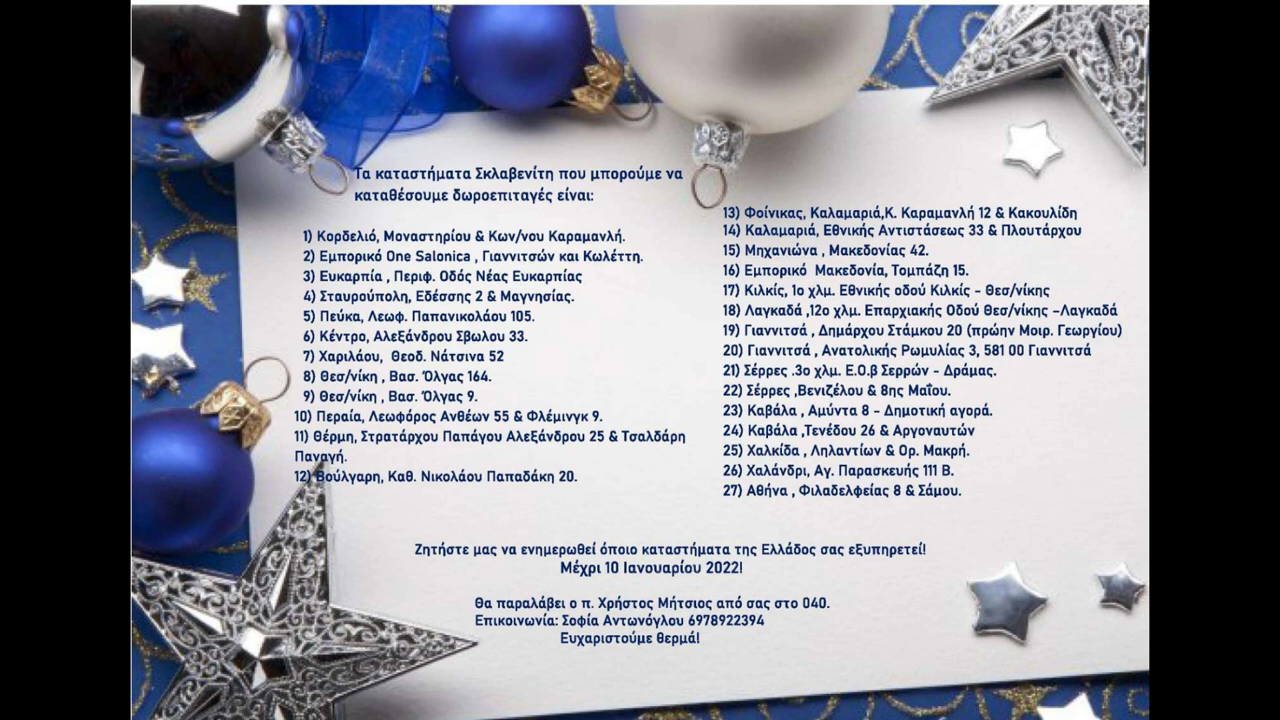 Τα καταστήματα Σκλαβενίτη που μπορούμε να
καταθέσουμε δωροεπιταγές είναι:
1) Κορδελιό, Μοναστηρίου & Κων/νου Καραμανλή.
2) Εμπορικό One Salonica , Γιαννιτσών και Κωλέττη.
3) Ευκαρπία , Περιφ. Οδός Νέας Ευκαρπίας
4) Σταυρούπολη, Εδέσσης 2 & Μαγνησίας.
5) Πεύκα, Λεωφ. Παπανικολάου 105.
6) Κέντρο, Αλεξάνδρου Σβωλου 33.
7) Χαριλάου, Θεοδ. Νάτσινα 52
8) Θεσ/νίκη , Βασ. Όλγας 164.
9) Θεσ/νίκη , Βασ. Όλγας 9.
10) Περαία, Λεωφόρος Ανθέων 55 & Φλέμινγκ 9.
11) Θέρμη, Στρατάρχου Παπάγου Αλεξάνδρου 25 & Τσαλδάρη
Παναγή.
12) Βούλγαρη, Καθ. Νικολάου Παπαδάκη 20.
13) Φοίνικας, Καλαμαριά,Κ. Καραμανλή 12 & Κακουλίδη
14) Καλαμαριά, Εθνικής Αντιστάσεως 33 & Πλουτάρχου
15) Μηχανιώνα , Μακεδονίας 42.
16) Εμπορικό Μακεδονία, Τομπάζη 15.
17) Κιλκίς, 1ο χλμ. Εθνικής οδού Κιλκίς - Θεσ/νίκης
18) Λαγκαδά ,12ο χλμ. Επαρχιακής Οδού Θεσ/νίκης –Λαγκαδά
19) Γιαννιτσά , Δημάρχου Στάμκου 20 (πρώην Μοιρ. Γεωργίου)
20) Γιαννιτσά , Ανατολικής Ρωμυλίας 3, 581 00 Γιαννιτσά
21) Σέρρες .3ο χλμ. Ε.Ο.β Σερρών - Δράμας.
22) Σέρρες ,Βενιζέλου & 8ης Μαΐου.
23) Καβάλα , Αμύντα 8 - Δημοτική αγορά.
24) Καβάλα ,Τενέδου 26 & Αργοναυτών
25) Χαλκίδα , Ληλαντίων & Ορ. Μακρή.
26) Χαλάνδρι, Αγ. Παρασκευής 111 Β.
27) Αθήνα , Φιλαδελφείας 8 & Σάμου.
Ζητήστε μας να ενημερωθεί όποιο καταστήματα της Ελλάδος σας εξυπηρετεί!
Μέχρι 10 Ιανουαρίου 2022!
Θα παραλάβει ο π. Χρήστος Μήτσιος από σας στο 040.
Επικοινωνία: Σοφία Αντωνόγλου 6978922394
Ευχαριστούμε θερμά!